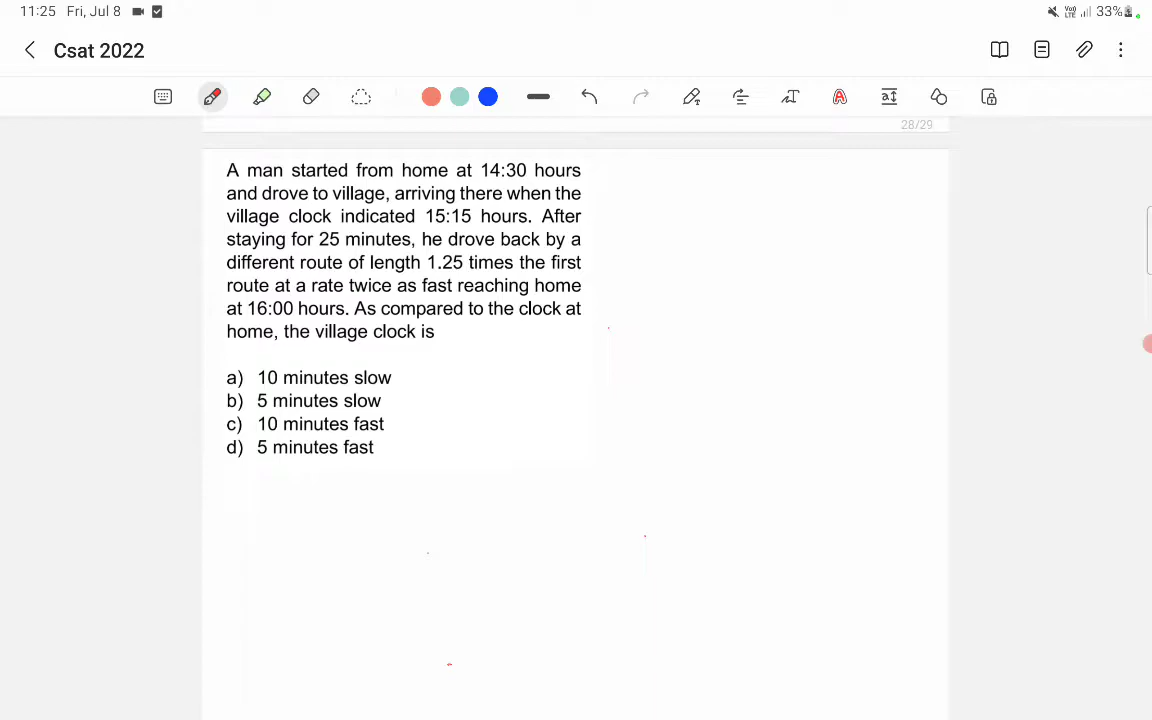 11:25 Fri, Jul 8 33%
Csat 2022
28/29
A man started from home at 14:30 hours
and drove to village, arriving there when the
village clock indicated 15:15 hours. After
staying for 25 minutes, he drove back by a
different route of length 1.25 times the first
route at a rate twice as fast reaching home
at 16:00 hours. As compared to the clock at
home, the village clock is
a) 10 minutes slow
b) 5 minutes slow
c) 10 minutes fast
d) 5 minutes fast